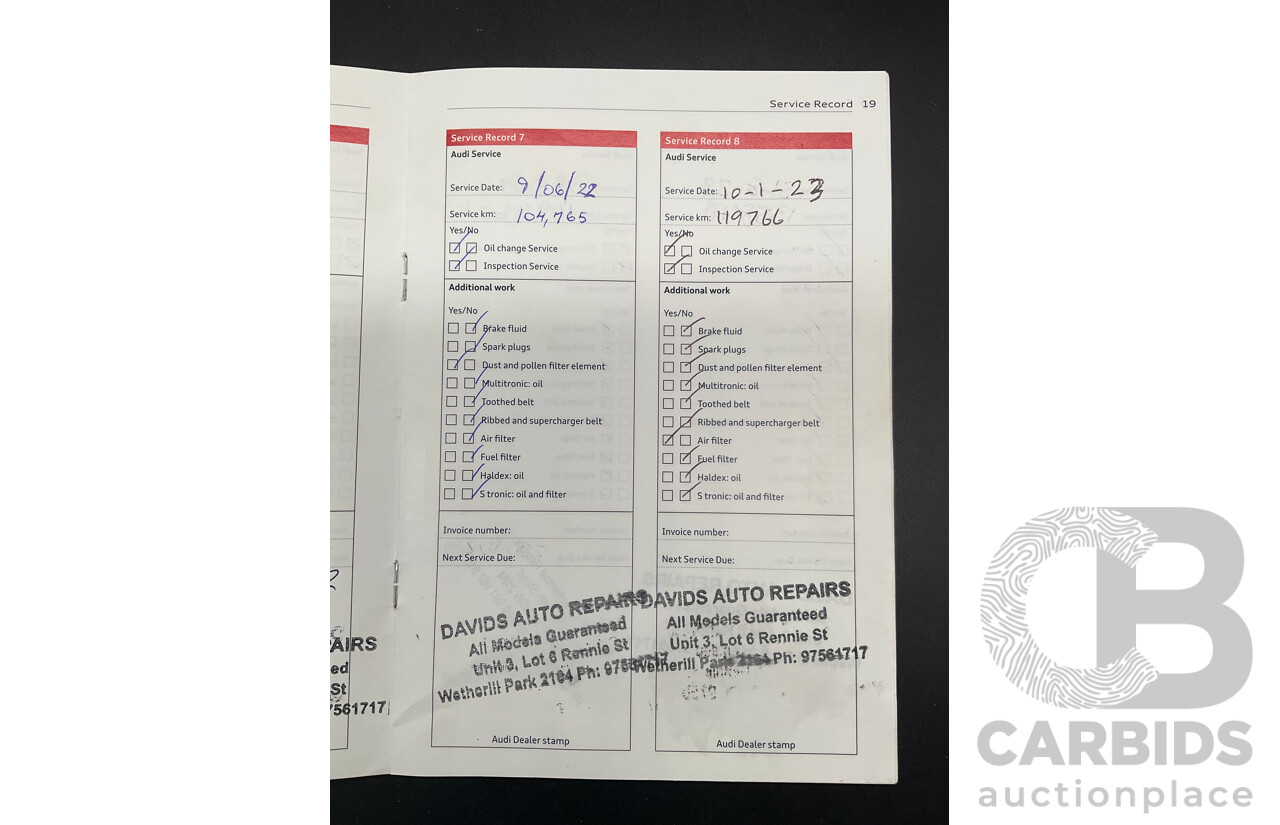 Service Record 19
Service Record 7
Audi Service
Service Date: 9/06/22
Service km: 104,765
Yes/No
Oil change Service
Inspection Service
Additional work
Yes/No
Brake fluid
Spark plugs
Dust and pollen filter element
Multitronic: oil
Toothed belt
Ribbed and supercharger belt
Air filter
Fuel filter
Haldex: oil
S tronic: oil and filter
Invoice number:
Next Service Due:
DAVIDS AUTO REPAIRS
All Models Guaranteed
Unit 3, Lot 6 Rennie St
Wetherill Park 2164 Ph:
Audi Dealer stamp
Service Record 8
Audi Service
Service Date: 10-1-23
Service km: 119766
Yes/No
Oil change Service
Inspection Service
Additional work
Yes/No
Brake fluid
Spark plugs
Dust and pollen filter element
Multitronic: oil
Toothed belt
Ribbed and supercharger belt
Air filter
Fuel filter
Haldex: oil
S tronic: oil and filter
Invoice number:
Next Service Due:
DAVIDS AUTO REPAIRS
All Models Guaranteed
Unit 3, Lot 6 Rennie St
Wetherill Park 2164 Ph: 97561717
Audi Dealer stamp
AIRS
ed
St
7561717
CB
CARBIDS
auctionplace